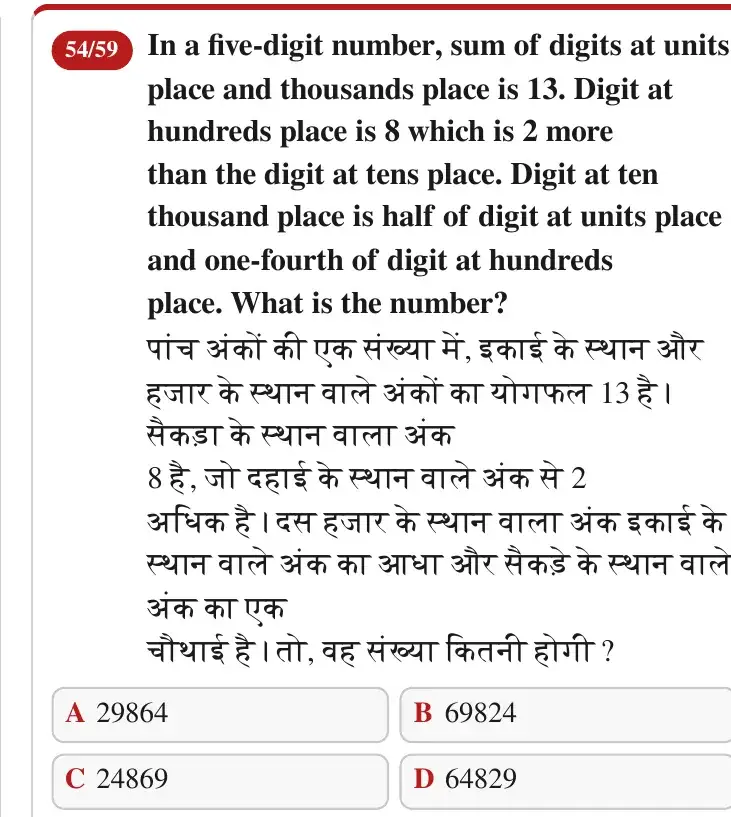 54/59 In a five-digit number, sum of digits at units
place and thousands place is 13. Digit at
hundreds place is 8 which is 2 more
than the digit at tens place. Digit at ten
thousand place is half of digit at units place
and one-fourth of digit at hundreds
place. What is the number?
पांच अंकों की एक संख्या में, इकाई के स्थान और
हजार के स्थान वाले अंकों का योगफल 13 है।
सैकड़ा के स्थान वाला अंक
8 है, जो दहाई के स्थान वाले अंक से 2
अधिक है। दस हजार के स्थान वाला अंक इकाई के
स्थान वाले अंक का आधा और सैकड़े के स्थान वाले
अंक का एक
चौथाई है। तो, वह संख्या कितनी होगी ?
A 29864 B 69824
C 24869 D 64829